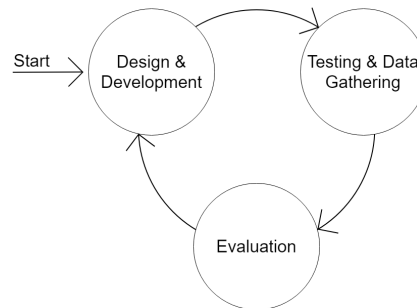 Start
Design &
Development
Testing & Data
Gathering
Evaluation